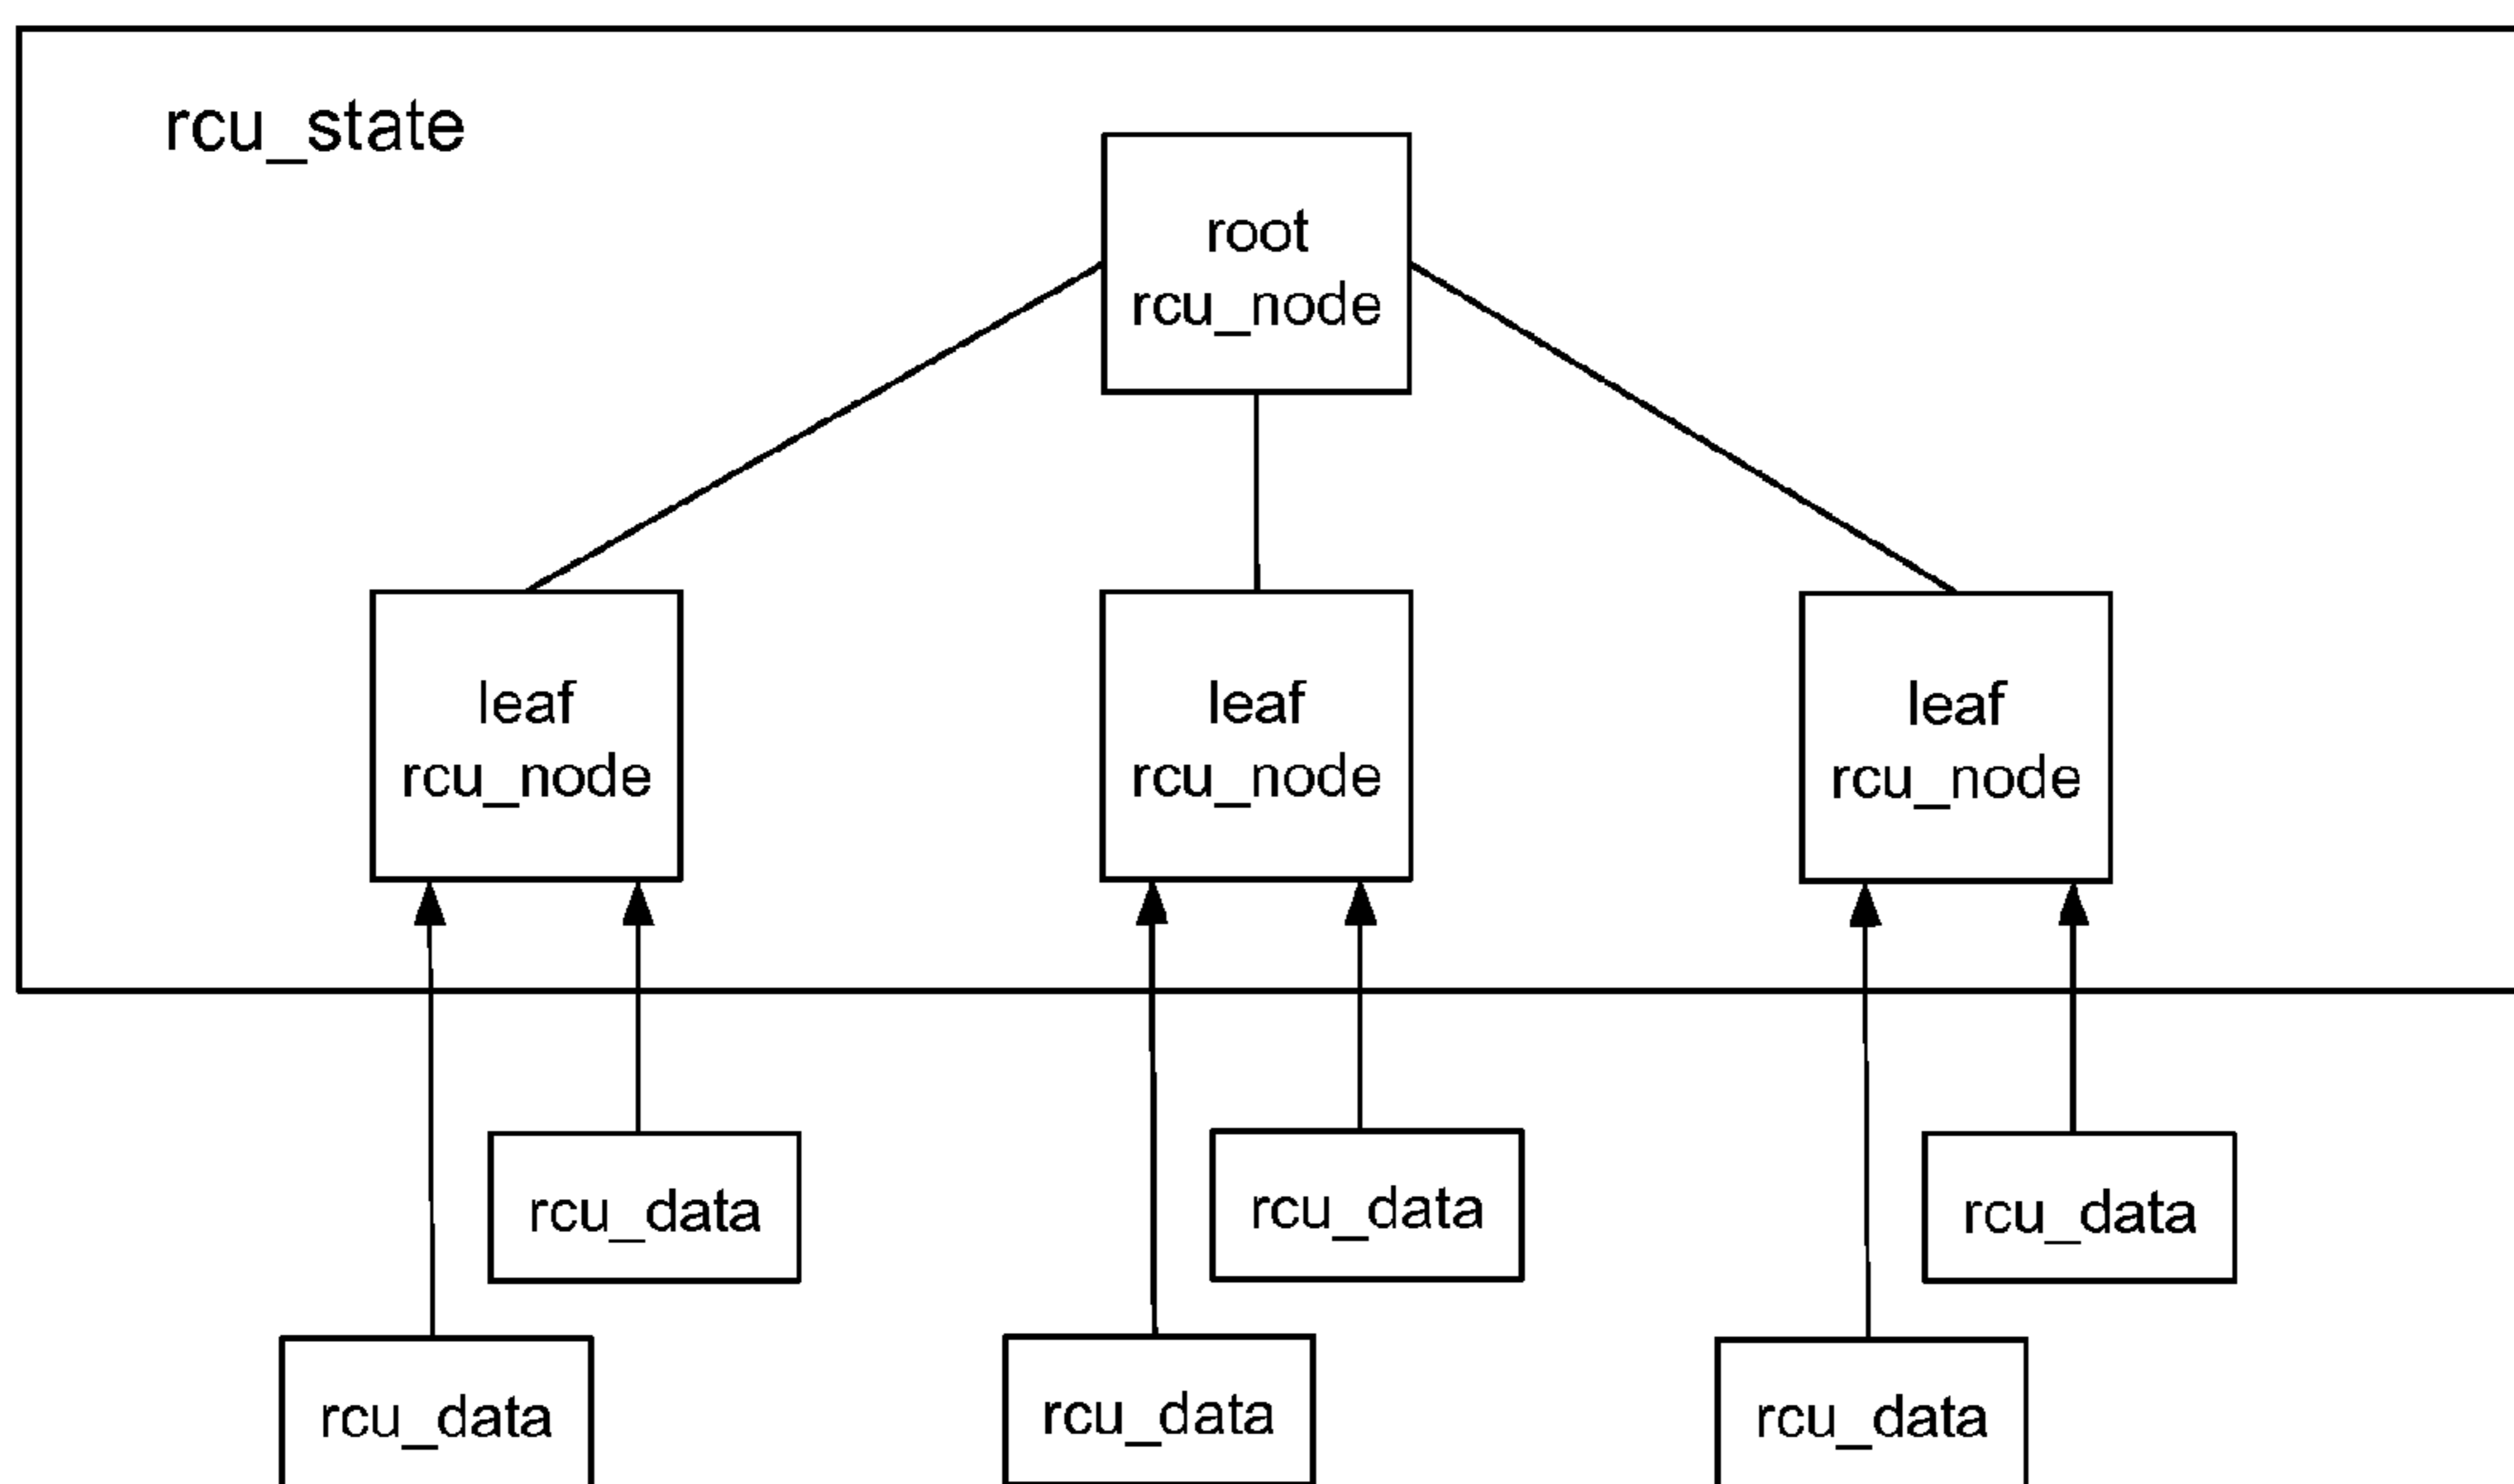 rcu_state
root
rcu_node
leaf
rcu_node
leaf
rcu_node
leaf
rcu_node
rcu_data
rcu_data
rcu_data
rcu_data
rcu_data
rcu_data